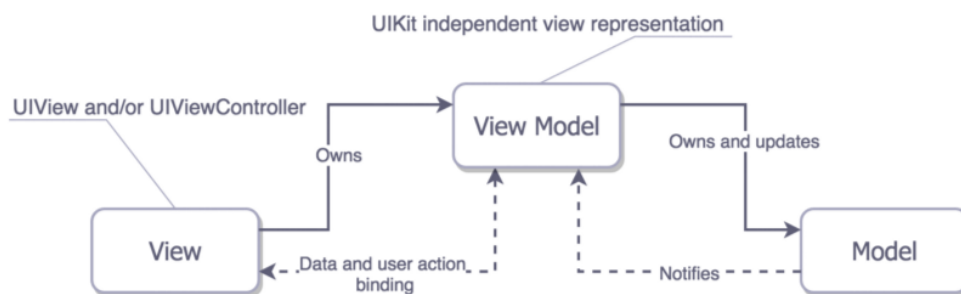 UIKit independent view representation
UIView and/or UIViewController
View Model
Owns
Owns and updates
View
Data and user action
binding
Notifies
Model